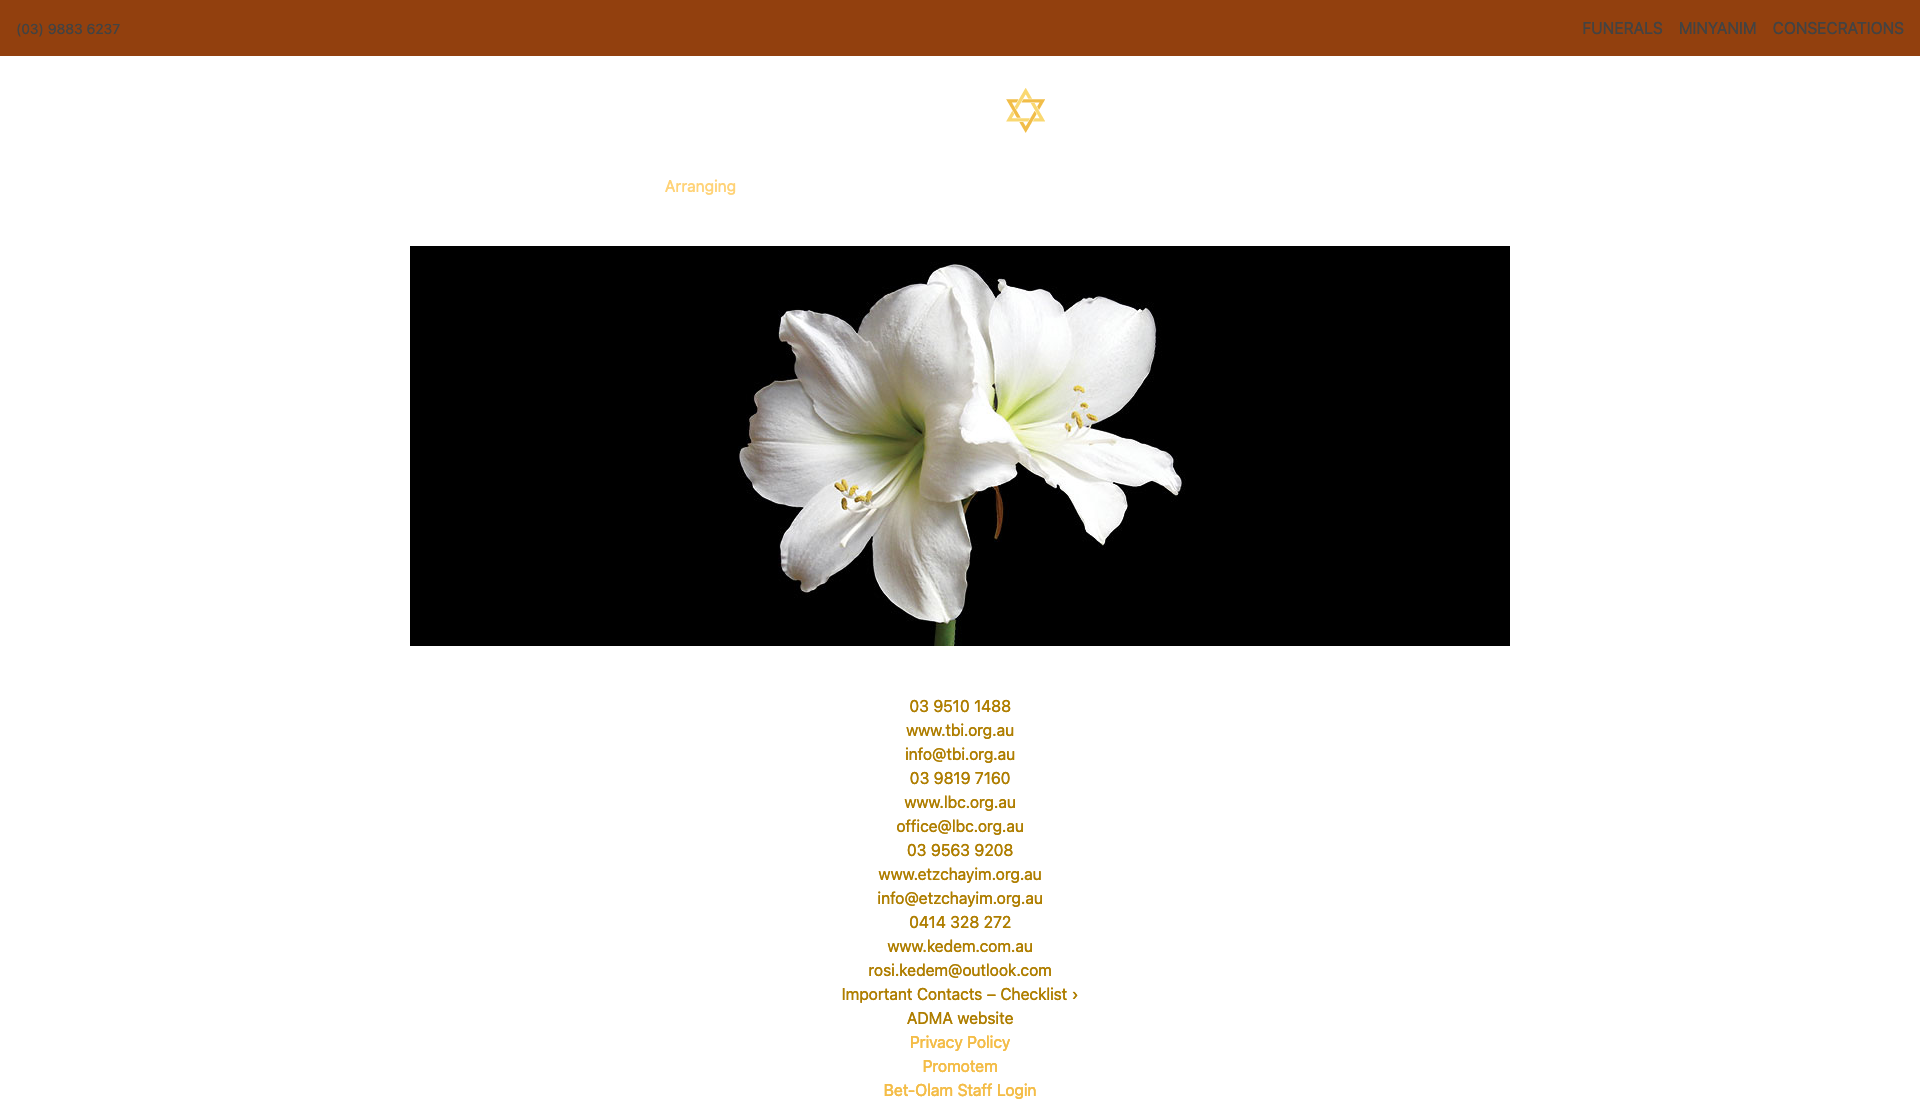 (03) 9883 6237 FUNERALS MINYANIM CONSECRATIONS
Arranging
03 9510 1488
www.tbi.org.au
info@tbi.org.au
03 9819 7160
www.lbc.org.au
office@lbc.org.au
03 9563 9208
www.etzchayim.org.au
info@etzchayim.org.au
0414 328 272
www.kedem.com.au
rosi.kedem@outlook.com
Important Contacts – Checklist ›
ADMA website
Privacy Policy
Promotem
Bet-Olam Staff Login